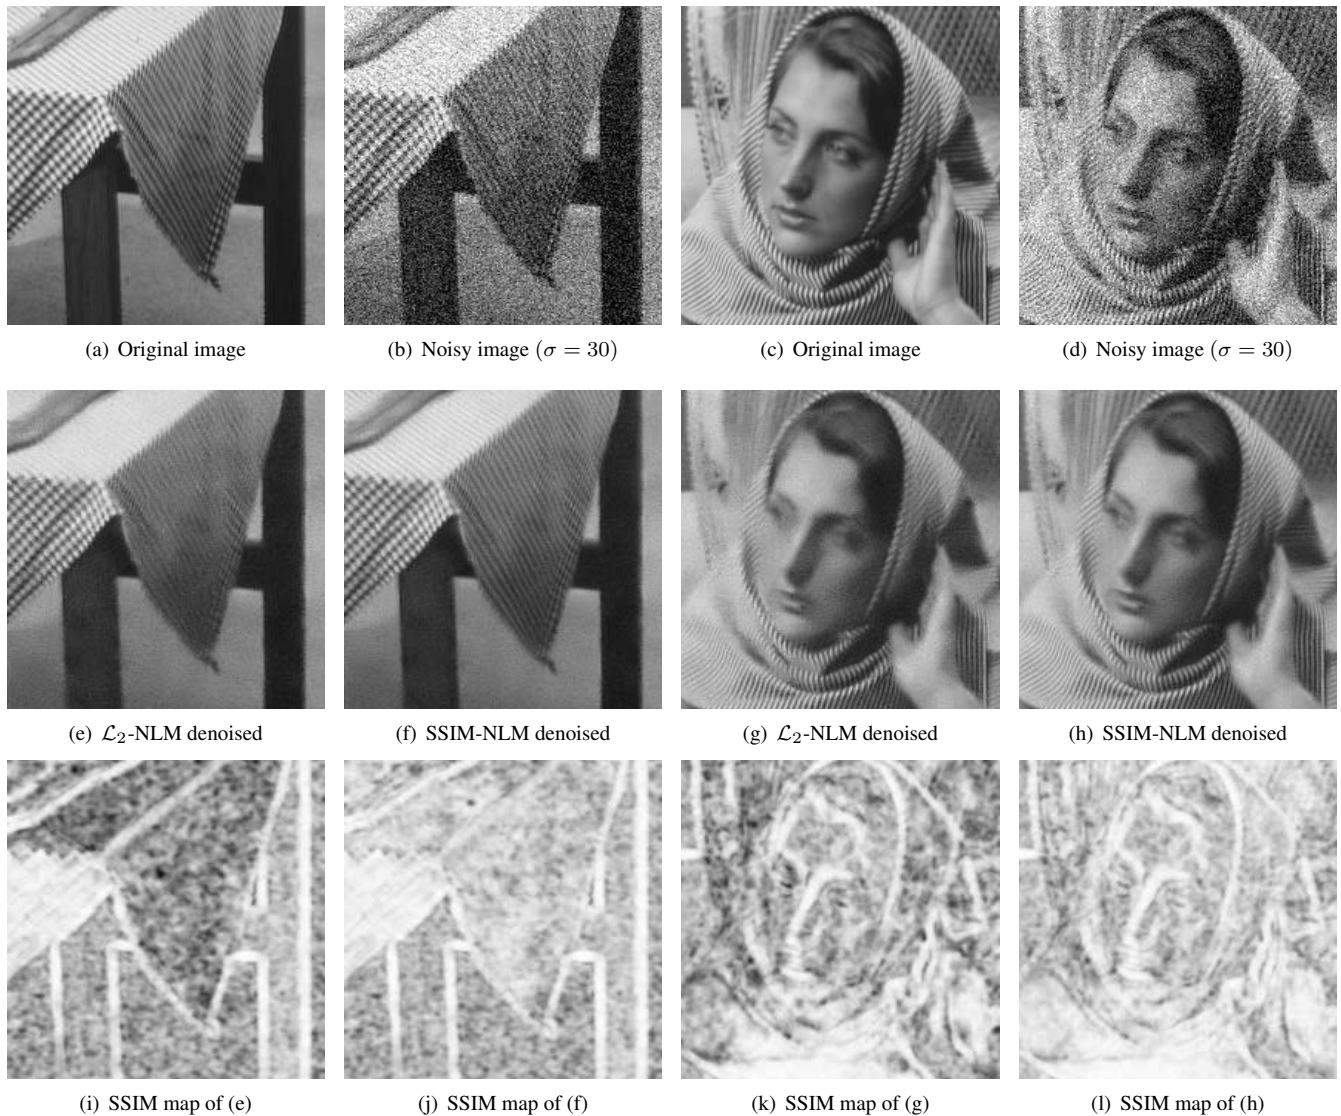 (a) Original image
(b) Noisy image (σ = 30)
(c) Original image
(d) Noisy image (σ = 30)
(e) ℒ₂-NLM denoised
(f) SSIM-NLM denoised
(g) ℒ₂-NLM denoised
(h) SSIM-NLM denoised
(i) SSIM map of (e)
(j) SSIM map of (f)
(k) SSIM map of (g)
(l) SSIM map of (h)